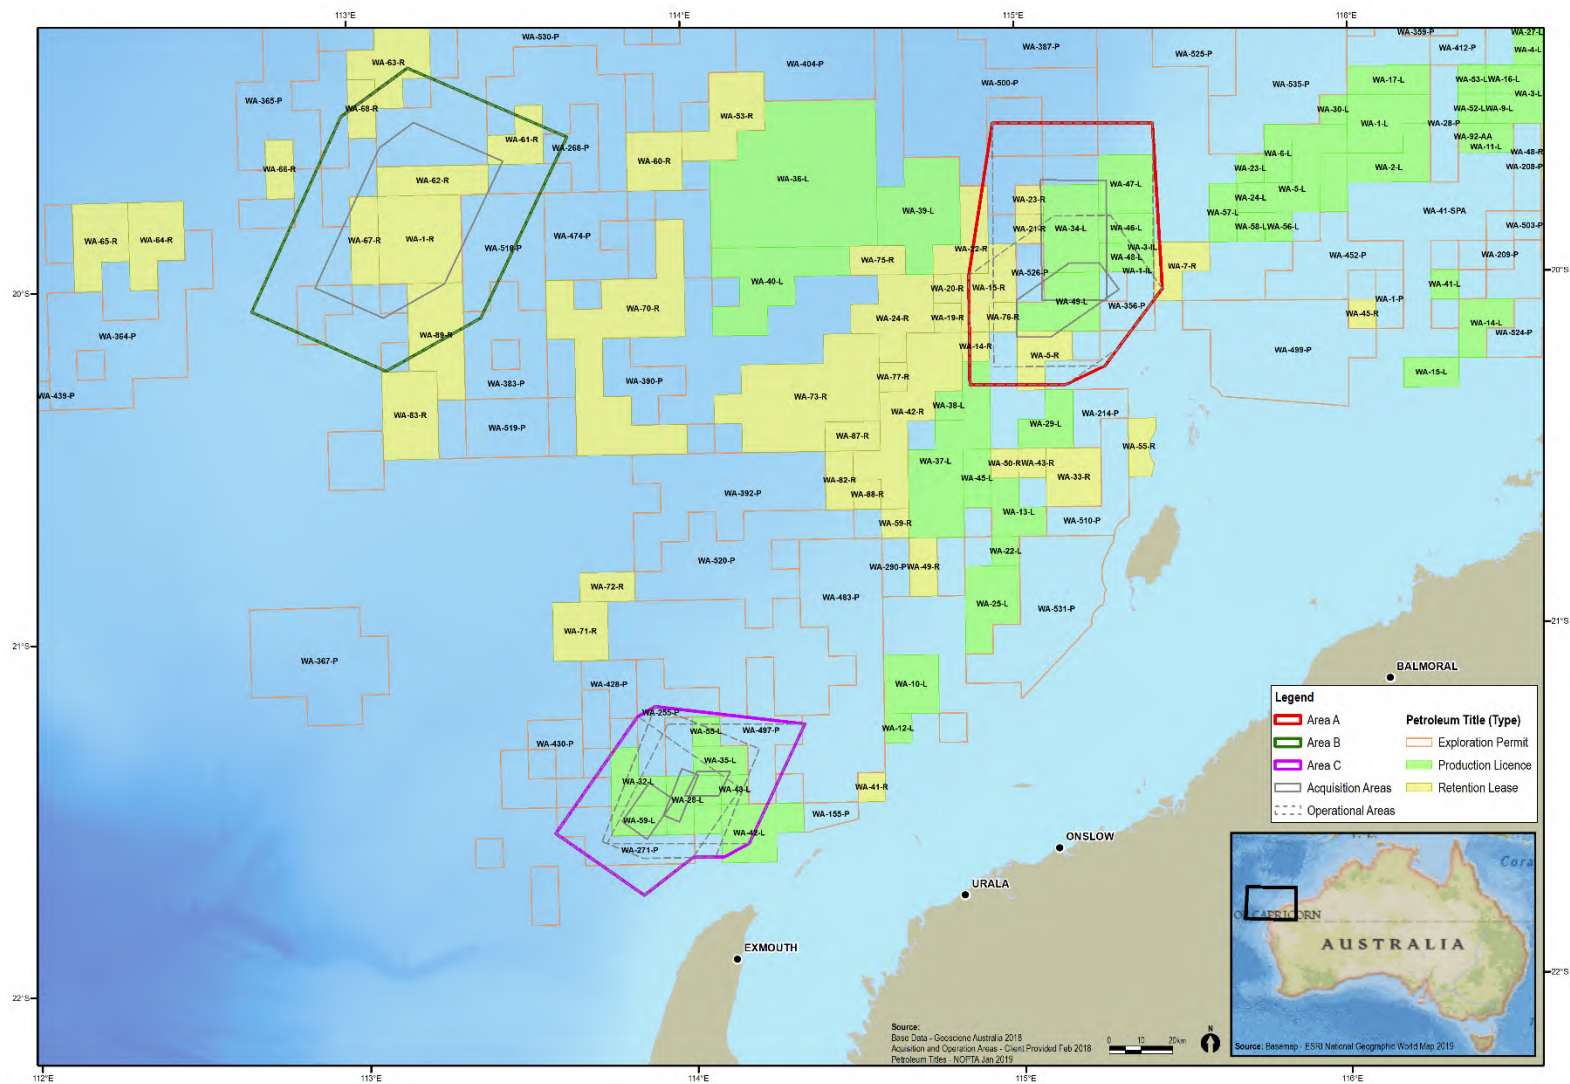 113°E
114°E
115°E
116°E
WA-530-P
WA-387-P
WA-359-P
WA-27-L
WA-412-P
WA-4-L
WA-525-P
WA-63-R
WA-404-P
WA-500-P
WA-535-P
WA-17-L
WA-53-L
WA-16-L
WA-3-L
WA-365-P
WA-68-R
WA-53-R
WA-30-L
WA-52-L
WA-9-L
WA-1-L
WA-28-P
WA-92-AA
WA-11-L
WA-61-R
WA-268-P
WA-48-R
WA-6-L
WA-60-R
WA-66-R
WA-23-L
WA-2-L
WA-208-P
WA-62-R
WA-36-L
WA-47-L
WA-5-L
WA-24-L
WA-23-R
WA-39-L
WA-57-L
WA-41-SPA
WA-58-L
WA-56-L
WA-503-P
WA-65-R
WA-64-R
WA-67-R
WA-1-R
WA-518-P
WA-474-P
WA-21-R
WA-34-L
WA-46-L
WA-22-R
WA-3-IL
WA-48-L
WA-452-P
WA-209-P
WA-75-R
WA-7-R
WA-526-P
WA-1-IL
20°S
20°S
WA-40-L
WA-20-R
WA-15-R
WA-41-L
WA-70-R
WA-49-L
WA-356-P
WA-1-P
WA-45-R
WA-24-R
WA-19-R
WA-76-R
WA-14-L
WA-524-P
WA-364-P
WA-89-R
WA-14-R
WA-5-R
WA-499-P
WA-15-L
WA-383-P
WA-390-P
WA-77-R
WA-439-P
WA-73-R
WA-83-R
WA-38-L
WA-42-R
WA-214-P
WA-519-P
WA-29-L
WA-87-R
WA-55-R
WA-37-L
WA-50-R
WA-43-R
WA-82-R
WA-45-L
WA-33-R
WA-392-P
WA-88-R
WA-13-L
WA-59-R
WA-510-P
WA-22-L
WA-520-P
WA-290-P
WA-49-R
WA-72-R
WA-483-P
WA-25-L
WA-531-P
WA-71-R
21°S
21°S
WA-367-P
BALMORAL
WA-428-P
WA-10-L
WA-255-P
WA-12-L
WA-55-L
WA-497-P
WA-430-P
WA-35-L
WA-32-L
WA-43-L
WA-41-R
WA-28-L
WA-155-P
WA-59-L
WA-42-L
WA-271-P
ONSLOW
URALA
EXMOUTH
22°S
22°S
Legend
Area A
Area B
Area C
Acquisition Areas
Operational Areas
Petroleum Title (Type)
Exploration Permit
Production Licence
Retention Lease
OF CAPRICORN
AUSTRALIA
Source: Basemap - ESRI National Geographic World Map 2019
Source:
Base Data - Geosciene Australia 2018
Acquisition and Operation Areas - Client Provided Feb 2018
Petroleum Titles - NOPTA Jan 2019
0 10 20km
N
112°E
113°E
114°E
115°E
116°E